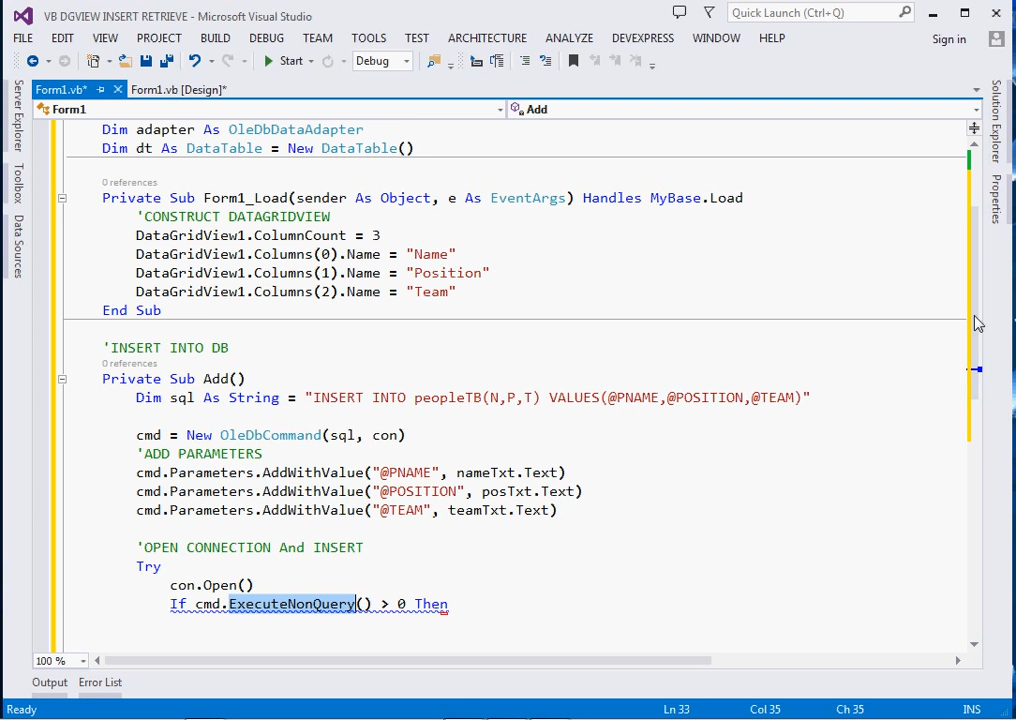 VB DGVIEW INSERT RETRIEVE - Microsoft Visual Studio
Quick Launch (Ctrl+Q)
FILE EDIT VIEW PROJECT BUILD DEBUG TEAM TOOLS TEST ARCHITECTURE ANALYZE DEVEXPRESS WINDOW HELP Sign in
Start Debug
Form1.vb* Form1.vb [Design]*
Form1 Add
Server Explorer
Toolbox
Data Sources
Solution Explorer
Properties
Dim adapter As OleDbDataAdapter
Dim dt As DataTable = New DataTable()
0 references
Private Sub Form1_Load(sender As Object, e As EventArgs) Handles MyBase.Load
'CONSTRUCT DATAGRIDVIEW
DataGridView1.ColumnCount = 3
DataGridView1.Columns(0).Name = "Name"
DataGridView1.Columns(1).Name = "Position"
DataGridView1.Columns(2).Name = "Team"
End Sub
'INSERT INTO DB
0 references
Private Sub Add()
Dim sql As String = "INSERT INTO peopleTB(N,P,T) VALUES(@PNAME,@POSITION,@TEAM)"
cmd = New OleDbCommand(sql, con)
'ADD PARAMETERS
cmd.Parameters.AddWithValue("@PNAME", nameTxt.Text)
cmd.Parameters.AddWithValue("@POSITION", posTxt.Text)
cmd.Parameters.AddWithValue("@TEAM", teamTxt.Text)
'OPEN CONNECTION And INSERT
Try
con.Open()
If cmd.ExecuteNonQuery() > 0 Then
100 %
Output Error List
Ready Ln 33 Col 35 Ch 35 INS